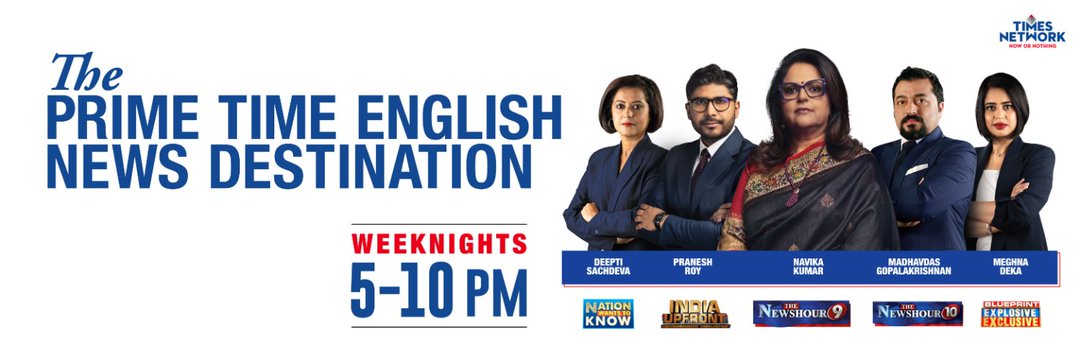 The
PRIME TIME ENGLISH
NEWS DESTINATION
WEEKNIGHTS
5-10 PM
TIMES
NETWORK
NOW OR NOTHING
DEEPTI
SACHDEVA
PRANESH
ROY
NAVIKA
KUMAR
MADHAVDAS
GOPALAKRISHNAN
MEGHNA
DEKA
NATION
WANTS TO
KNOW
INDIA
UPFRONT
THE
NEWSHOUR 9
THE
NEWSHOUR 10
BLUEPRINT
EXPLOSIVE
EXCLUSIVE